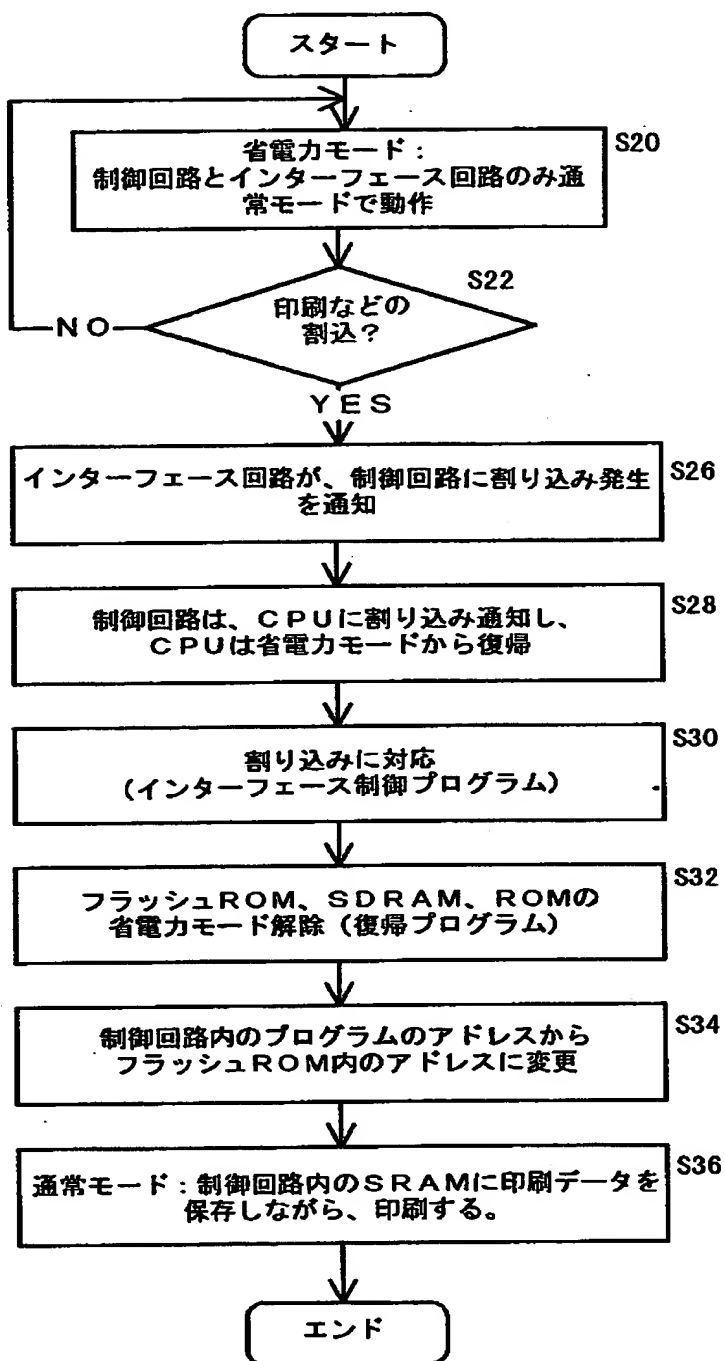 スタート
省電力モード：
制御回路とインターフェース回路のみ通
常モードで動作
S20
印刷などの
割込？
S22
NO
YES
インターフェース回路が、制御回路に割り込み発生
を通知
S26
制御回路は、CPUに割り込み通知し、
CPUは省電力モードから復帰
S28
割り込みに対応
(インターフェース制御プログラム)
S30
フラッシュROM、SDRAM、ROMの
省電力モード解除（復帰プログラム）
S32
制御回路内のプログラムのアドレスから
フラッシュROM内のアドレスに変更
S34
通常モード：制御回路内のSRAMに印刷データを
保存しながら、印刷する。
S36
エンド